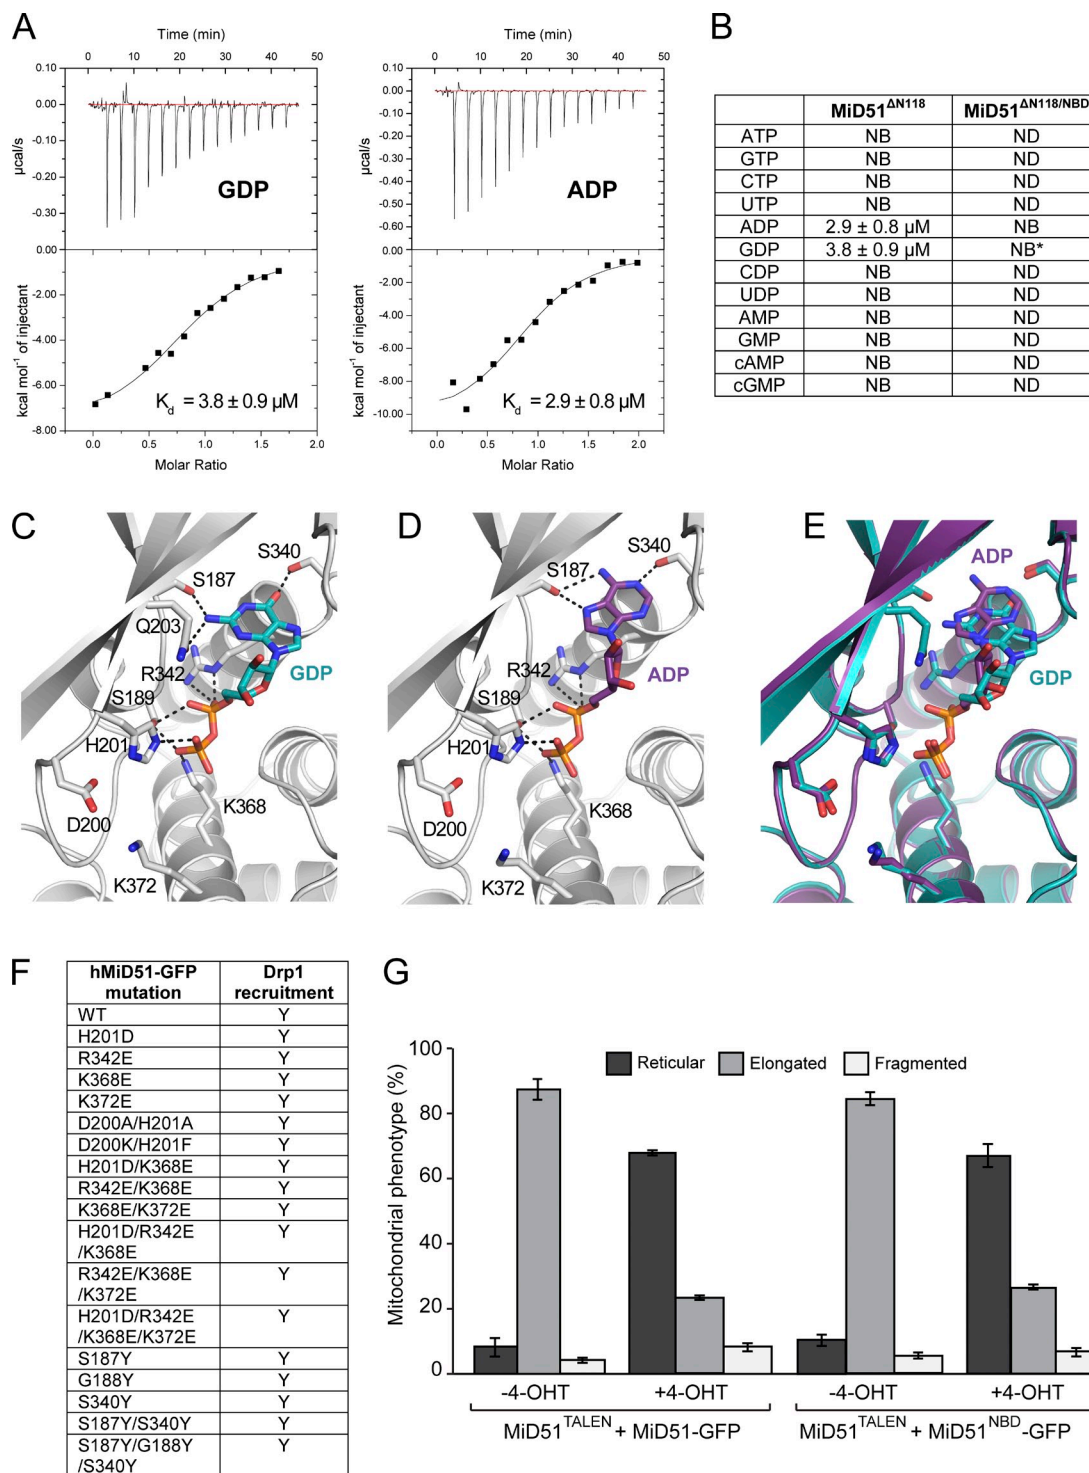 A
Time (min)
0 10 20 30 40 50
0.10
0.00
-0.10
-0.20
-0.30
µcal/s
GDP
0.00
-2.00
-4.00
-6.00
-8.00
kcal mol-1 of injectant
Kd = 3.8 ± 0.9 µM
0.0 0.5 1.0 1.5 2.0
Molar Ratio
Time (min)
0 10 20 30 40 50
0.10
0.00
-0.10
-0.20
-0.30
-0.40
-0.50
-0.60
µcal/s
ADP
0.00
-2.00
-4.00
-6.00
-8.00
-10.00
kcal mol-1 of injectant
Kd = 2.9 ± 0.8 µM
0.0 0.5 1.0 1.5 2.0
Molar Ratio
B
MiD51ΔN118 MiD51ΔN118/NBD
ATP NB ND
GTP NB ND
CTP NB ND
UTP NB ND
ADP 2.9 ± 0.8 µM NB
GDP 3.8 ± 0.9 µM NB*
CDP NB ND
UDP NB ND
AMP NB ND
GMP NB ND
cAMP NB ND
cGMP NB ND
C
S340
S187
Q203
R342
GDP
S189
H201
K368
D200
K372
D
S340
S187
R342
ADP
S189
H201
K368
D200
K372
E
ADP
GDP
F
hMiD51-GFP mutation Drp1 recruitment
WT Y
H201D Y
R342E Y
K368E Y
K372E Y
D200A/H201A Y
D200K/H201F Y
H201D/K368E Y
R342E/K368E Y
K368E/K372E Y
H201D/R342E /K368E Y
R342E/K368E /K372E Y
H201D/R342E /K368E/K372E Y
S187Y Y
G188Y Y
S340Y Y
S187Y/S340Y Y
S187Y/G188Y /S340Y Y
G
Mitochondrial phenotype (%)
100
80
60
40
20
0
Reticular Elongated Fragmented
-4-OHT +4-OHT -4-OHT +4-OHT
MiD51TALEN + MiD51-GFP MiD51TALEN + MiD51NBD-GFP